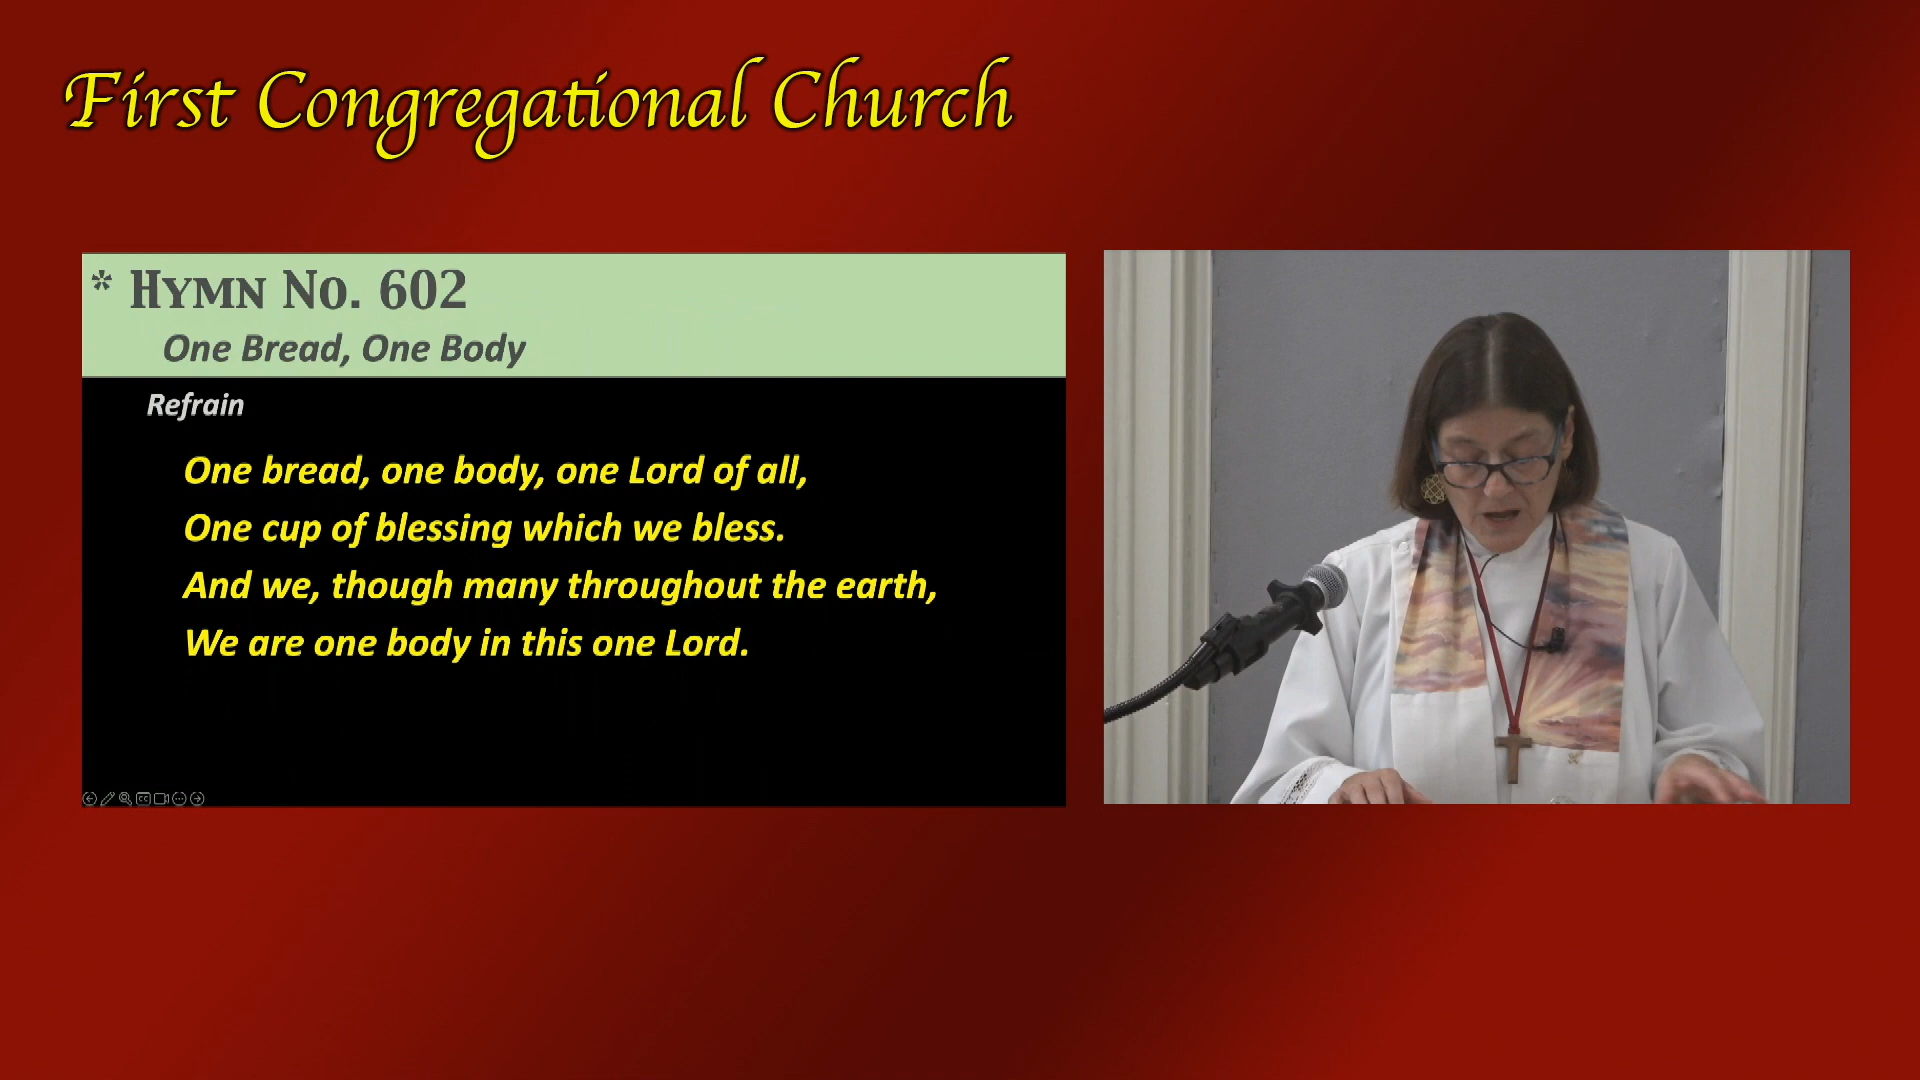 First Congregational Church
* Hymn No. 602
One Bread, One Body
Refrain
One bread, one body, one Lord of all,
One cup of blessing which we bless.
And we, though many throughout the earth,
We are one body in this one Lord.